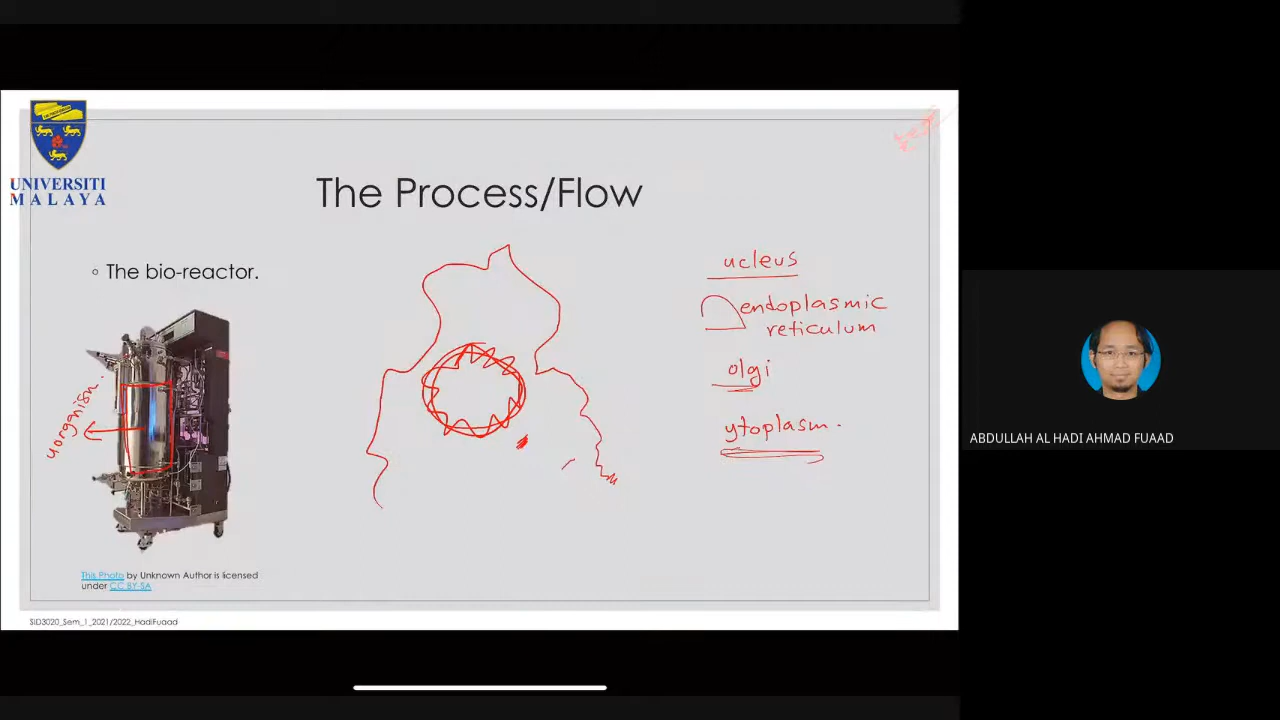 UNIVERSITI
MALAYA
The Process/Flow
◦ The bio-reactor.
uorganism.
ucleus
endoplasmic
reticulum
olgi
ytoplasm.
This Photo by Unknown Author is licensed
under CC BY-SA
SID3020_Sem_1_2021/2022_HadiFuaad
ABDULLAH AL HADI AHMAD FUAAD